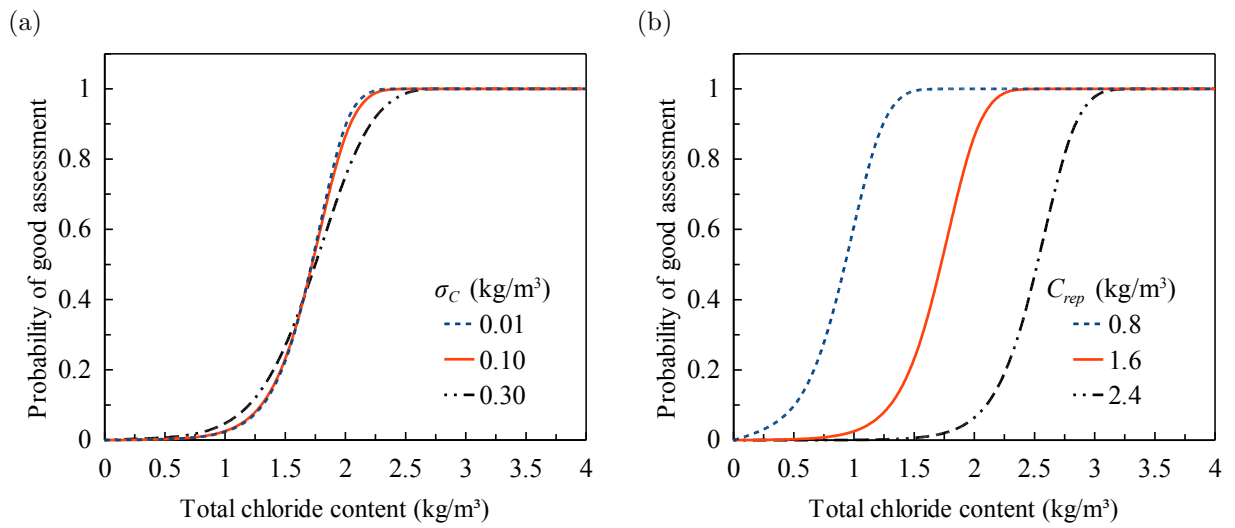 (a)
Probability of good assessment
1
0.8
0.6
0.4
0.2
0
0 0.5 1 1.5 2 2.5 3 3.5 4
Total chloride content (kg/m³)
σ_C (kg/m³)
0.01
0.10
0.30
(b)
Probability of good assessment
1
0.8
0.6
0.4
0.2
0
0 0.5 1 1.5 2 2.5 3 3.5 4
Total chloride content (kg/m³)
C_rep (kg/m³)
0.8
1.6
2.4